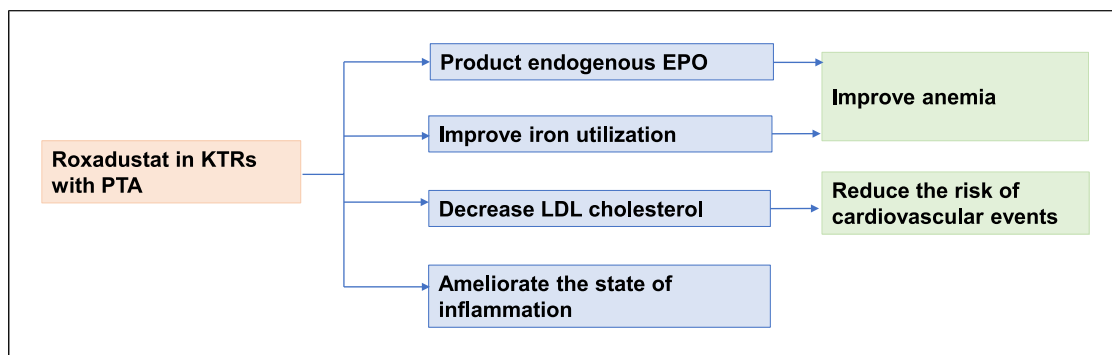 Roxadustat in KTRs
with PTA
Product endogenous EPO
Improve iron utilization
Decrease LDL cholesterol
Ameliorate the state of
inflammation
Improve anemia
Reduce the risk of
cardiovascular events